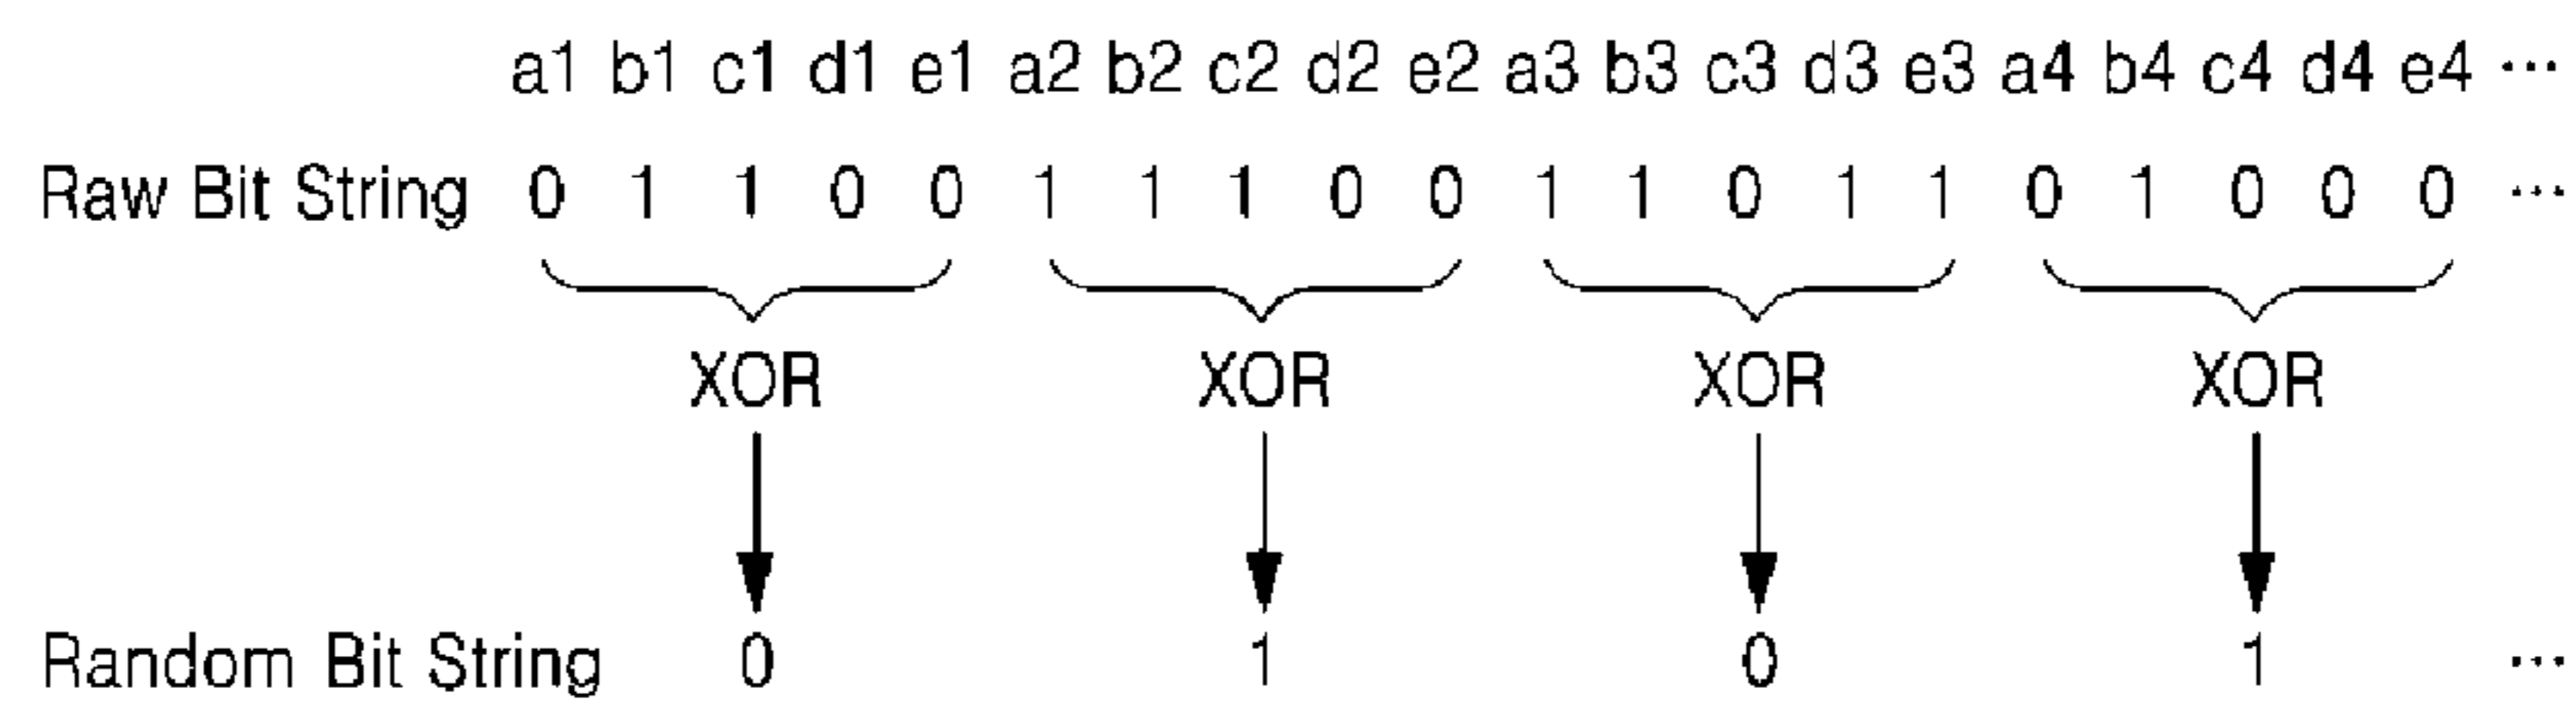 a1 b1 c1 d1 e1 a2 b2 c2 d2 e2 a3 b3 c3 d3 e3 a4 b4 c4 d4 e4 ···
Raw Bit String 0 1 1 0 0 1 1 1 0 0 1 1 0 1 1 0 1 0 0 0 ···
XOR XOR XOR XOR
Random Bit String 0 1 0 1 ···